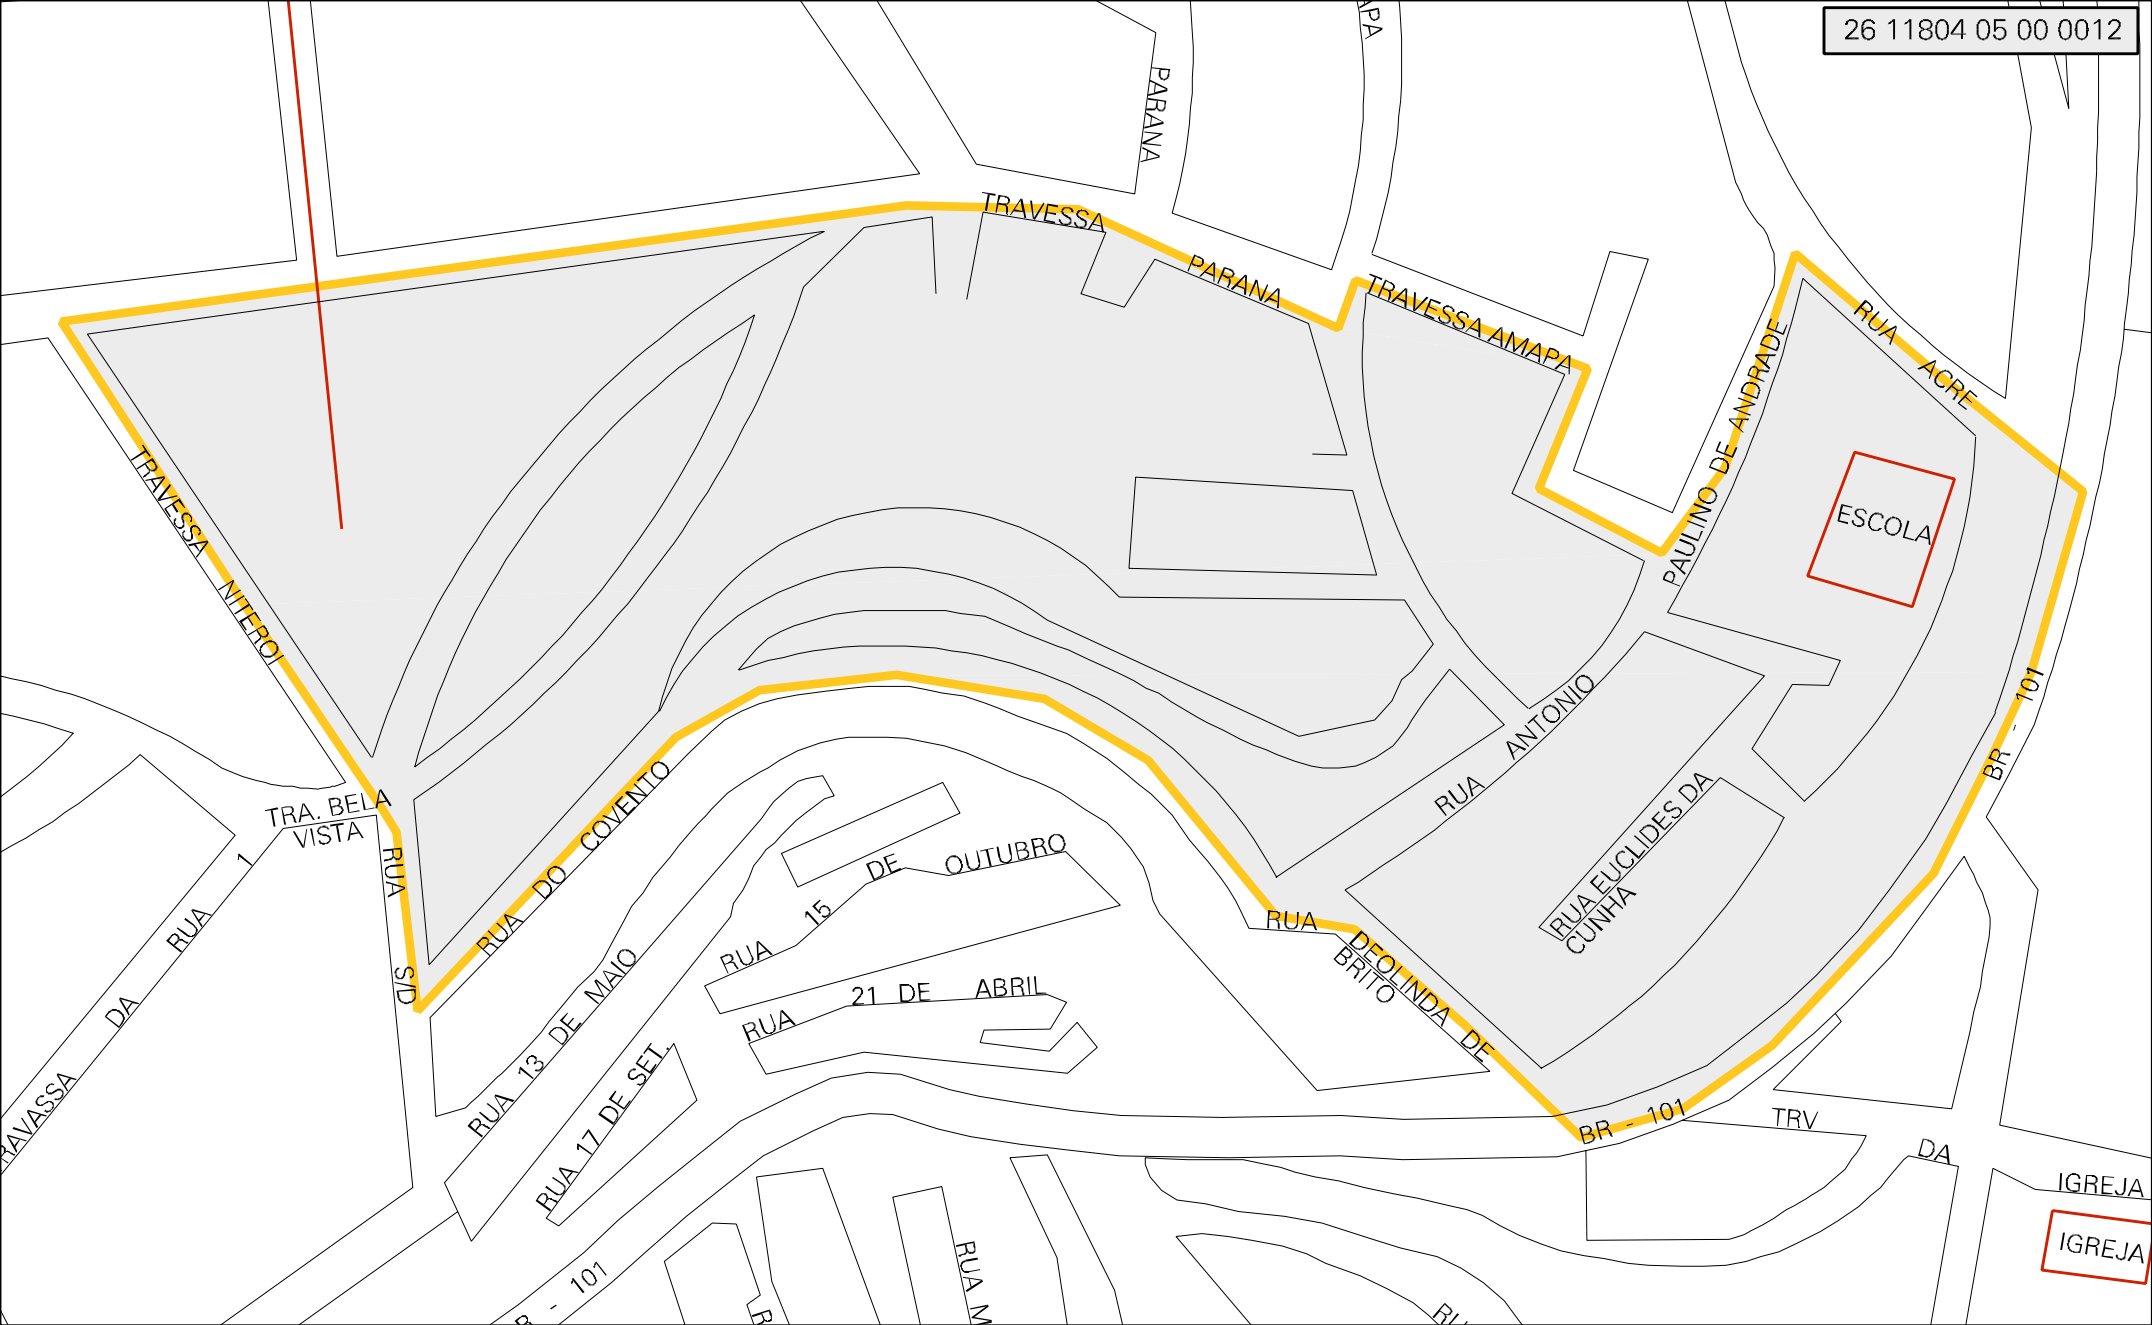 26 11804 05 00 0012
PARANA
TRAVESSA
PARANA
TRAVESSA AMAPA
PAULINO DE ANDRADE
RUA ACRE
ESCOLA
TRAVESSA NITEROI
TRA. BELA
VISTA
RUA S/D
RUA DO COVENTO
RUA ANTONIO
RUA EUCLIDES DA
CUNHA
BR - 101
RUA DEOLINDA DE
BRITO
RAVASSA DA RUA 1
RUA 13 DE MAIO
RUA 15 DE OUTUBRO
RUA 21 DE ABRIL
RUA 17 DE SET.
BR - 101
TRV DA IGREJA
IGREJA
R - 101
RUA M